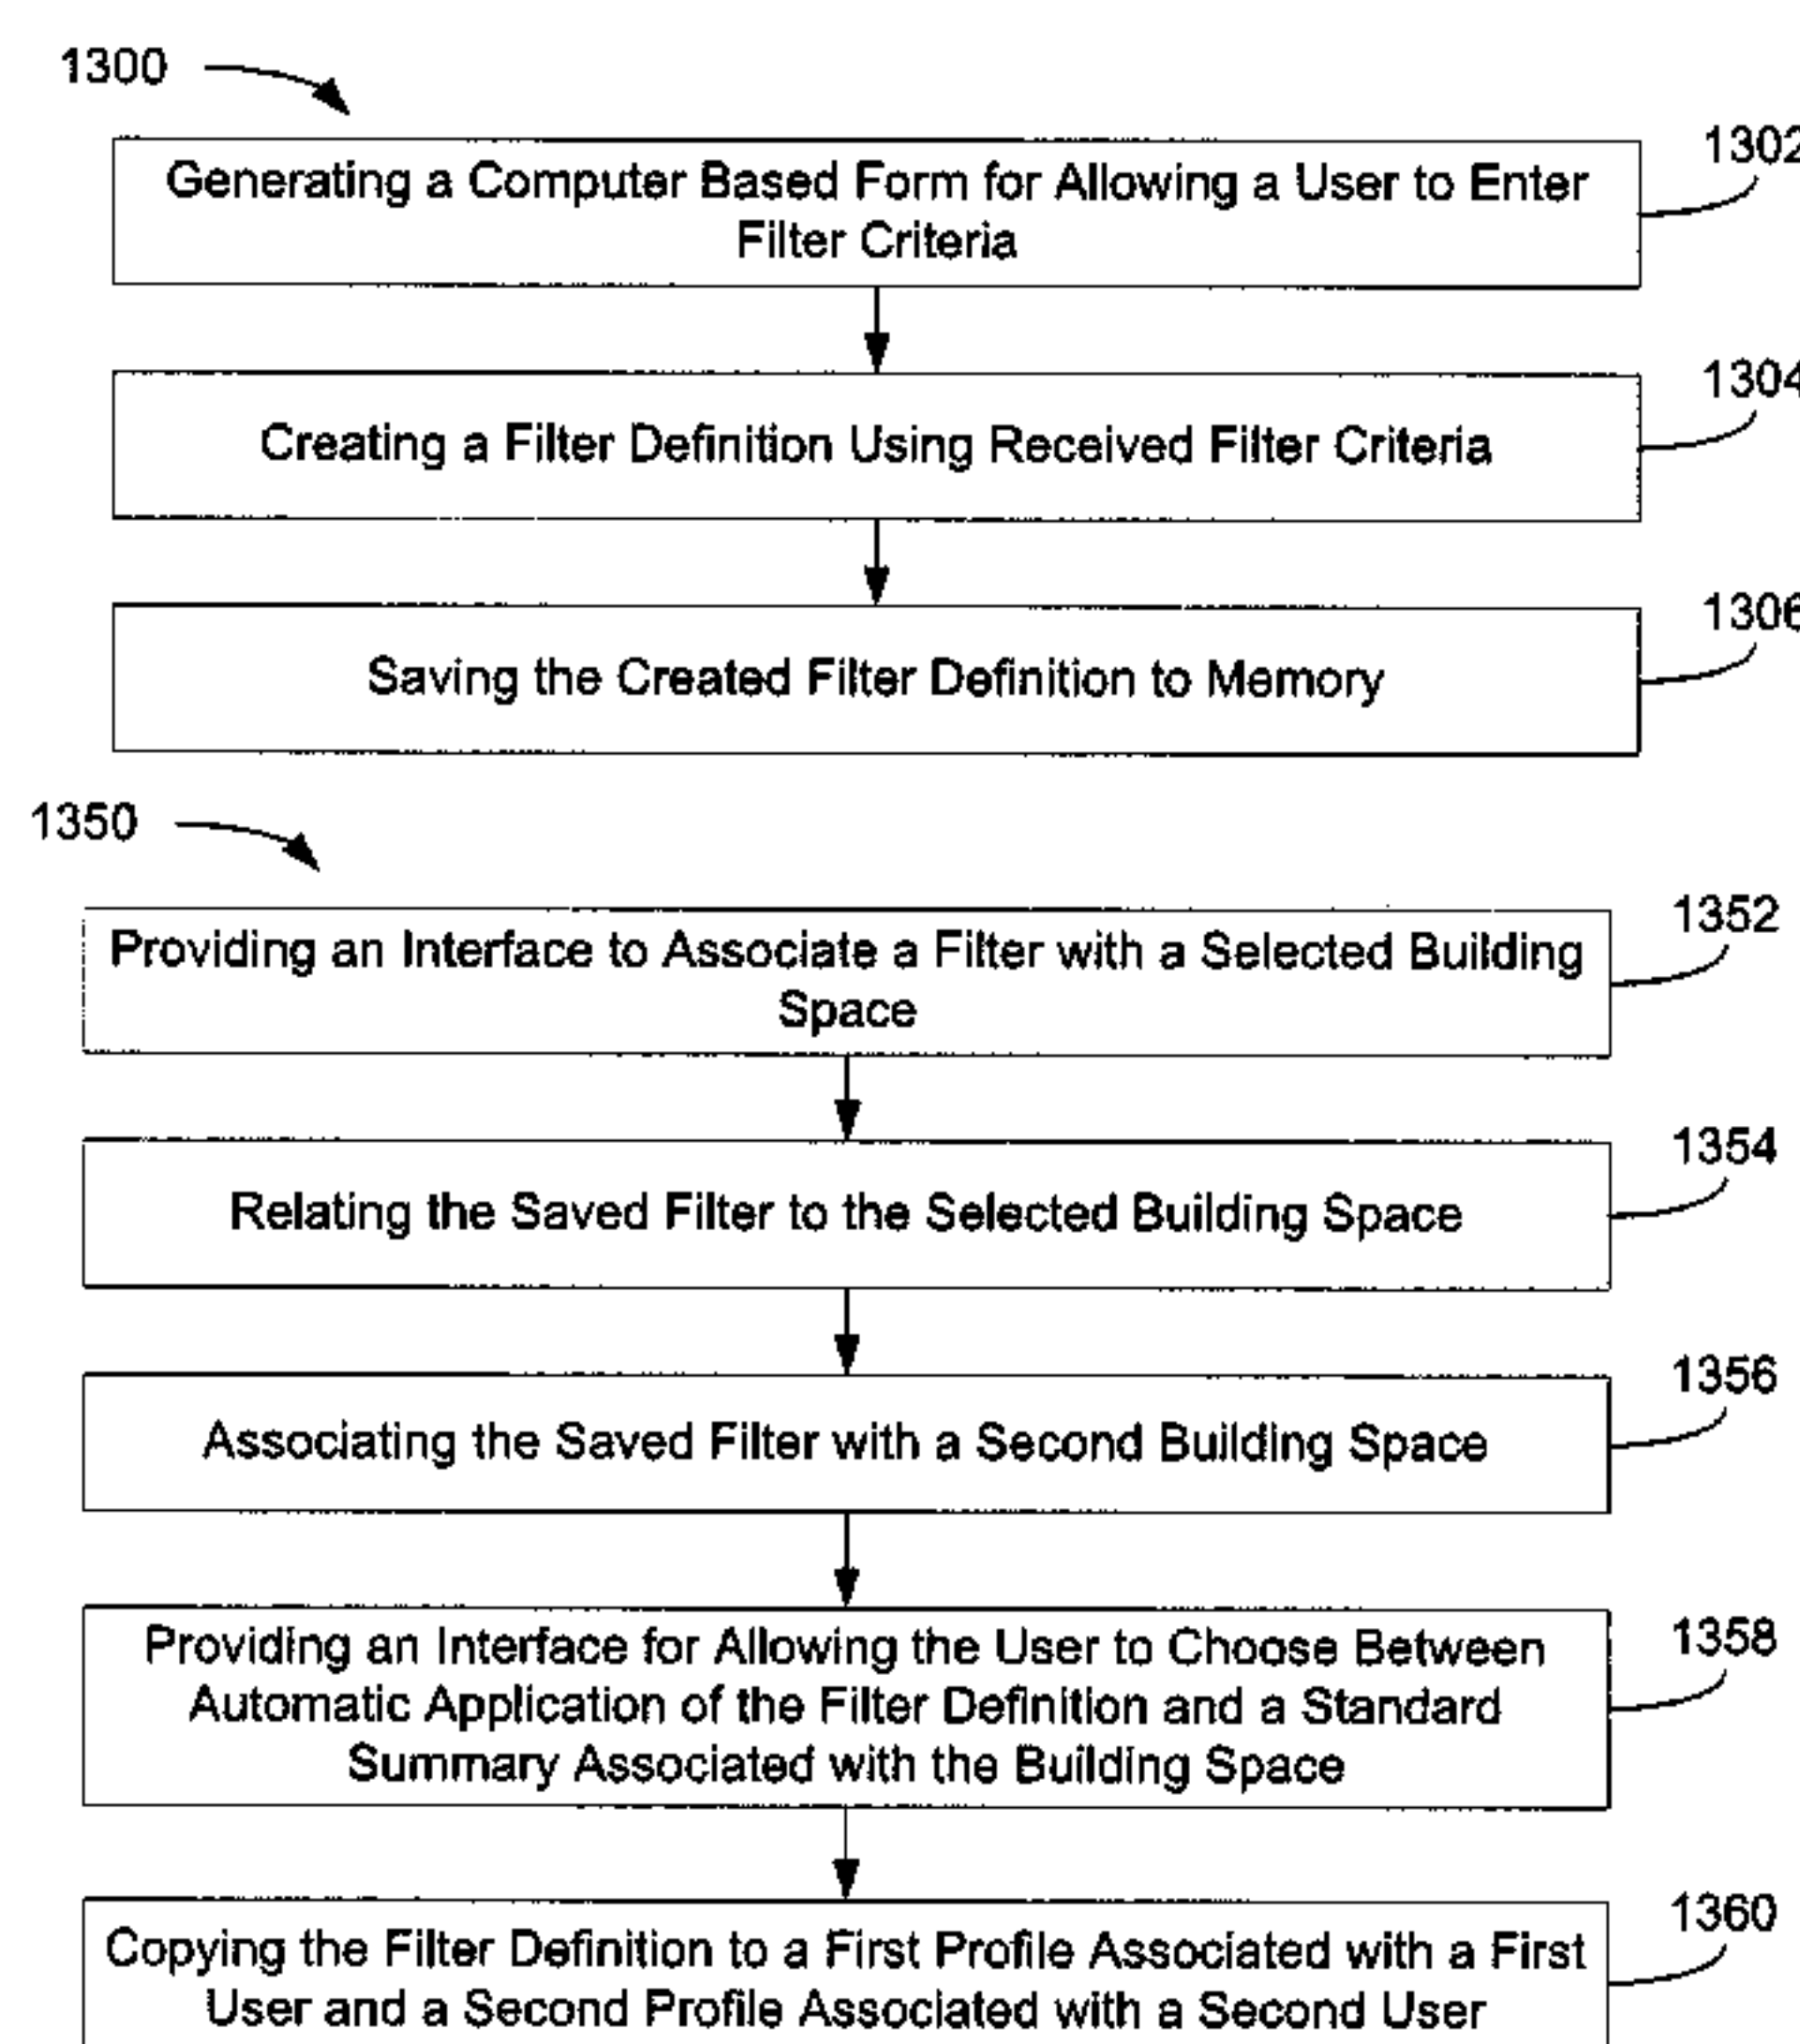 1300
1302
Generating a Computer Based Form for Allowing a User to Enter
Filter Criteria
1304
Creating a Filter Definition Using Received Filter Criteria
1306
Saving the Created Filter Definition to Memory
1350
1352
Providing an Interface to Associate a Filter with a Selected Building
Space
1354
Relating the Saved Filter to the Selected Building Space
1356
Associating the Saved Filter with a Second Building Space
1358
Providing an Interface for Allowing the User to Choose Between
Automatic Application of the Filter Definition and a Standard
Summary Associated with the Building Space
1360
Copying the Filter Definition to a First Profile Associated with a First
User and a Second Profile Associated with a Second User